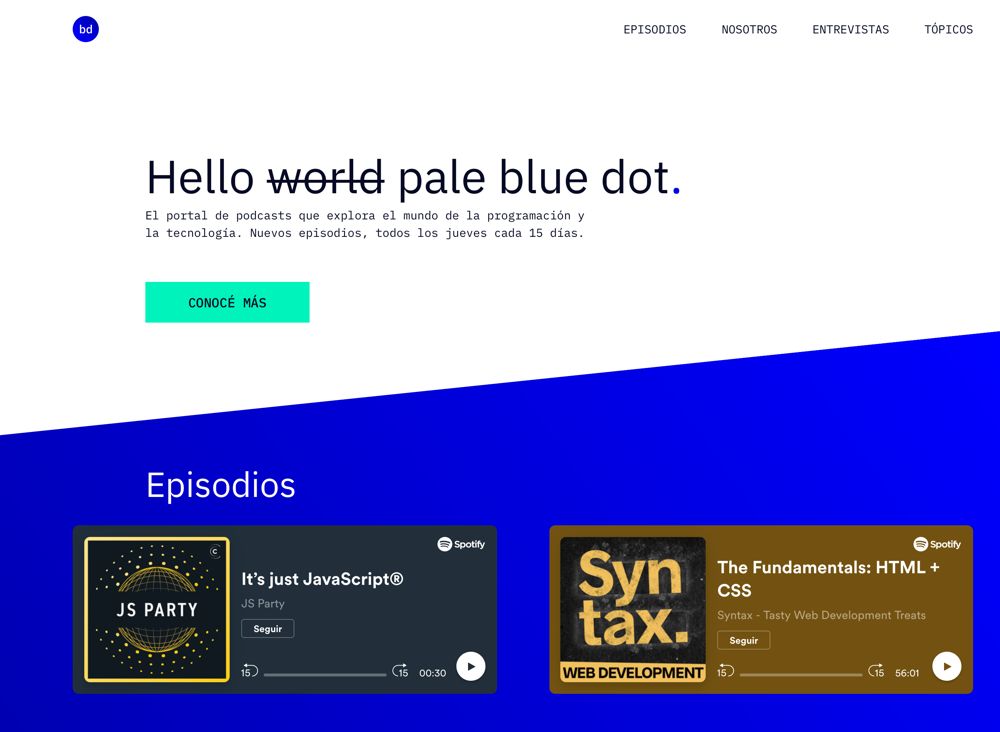 bd
EPISODIOS NOSOTROS ENTREVISTAS TÓPICOS
Hello world pale blue dot.
El portal de podcasts que explora el mundo de la programación y
la tecnología. Nuevos episodios, todos los jueves cada 15 días.
CONOCÉ MÁS
Episodios
C
JS PARTY
Spotify
It's just JavaScript®
JS Party
Seguir
15 15 00:30
Syn
tax.
WEB DEVELOPMENT
Spotify
The Fundamentals: HTML +
CSS
Syntax - Tasty Web Development Treats
Seguir
15 15 56:01